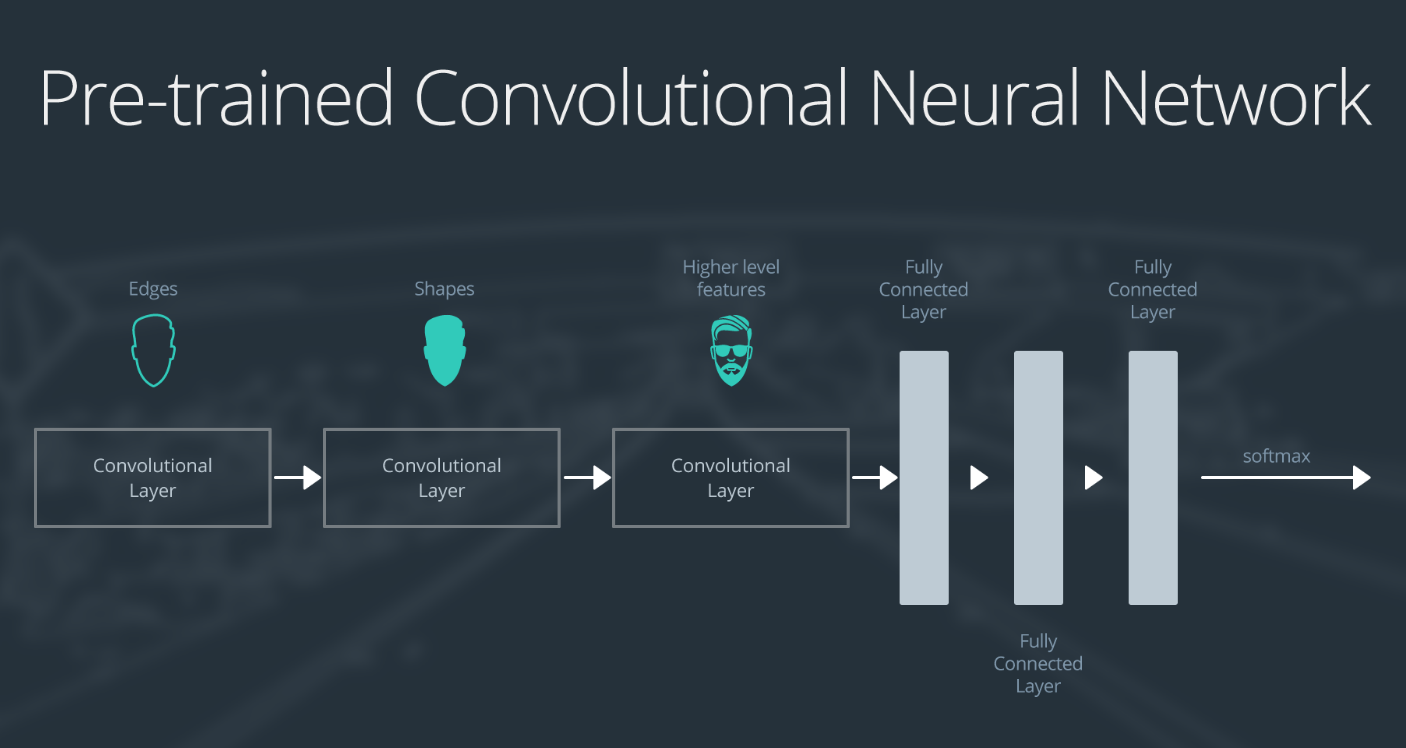 Pre-trained Convolutional Neural Network
Edges
Shapes
Higher level
features
Fully
Connected
Layer
Fully
Connected
Layer
Convolutional
Layer
Convolutional
Layer
Convolutional
Layer
softmax
Fully
Connected
Layer